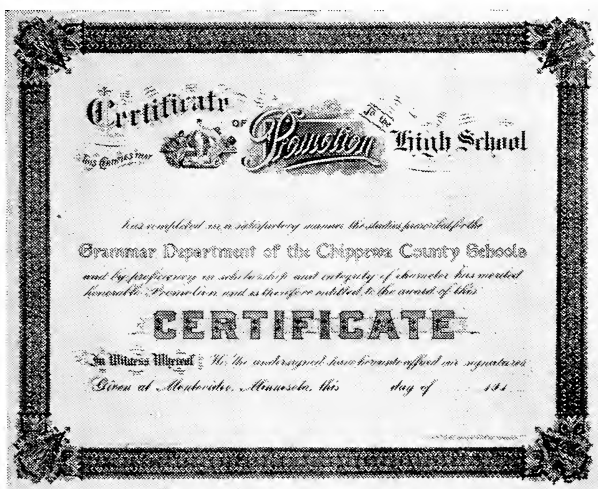 Certificate OF Promotion To the High School
This Certifies that
has completed in a satisfactory manner the studies prescribed for the
Grammar Department of the Chippewa County Schools
and by proficiency in scholarship and integrity of character has merited
honorable Promotion and is therefore entitled to the award of this
CERTIFICATE
In Witness Whereof We, the undersigned have hereunto affixed our signatures
Given at Montevideo, Minnesota, this day of 191